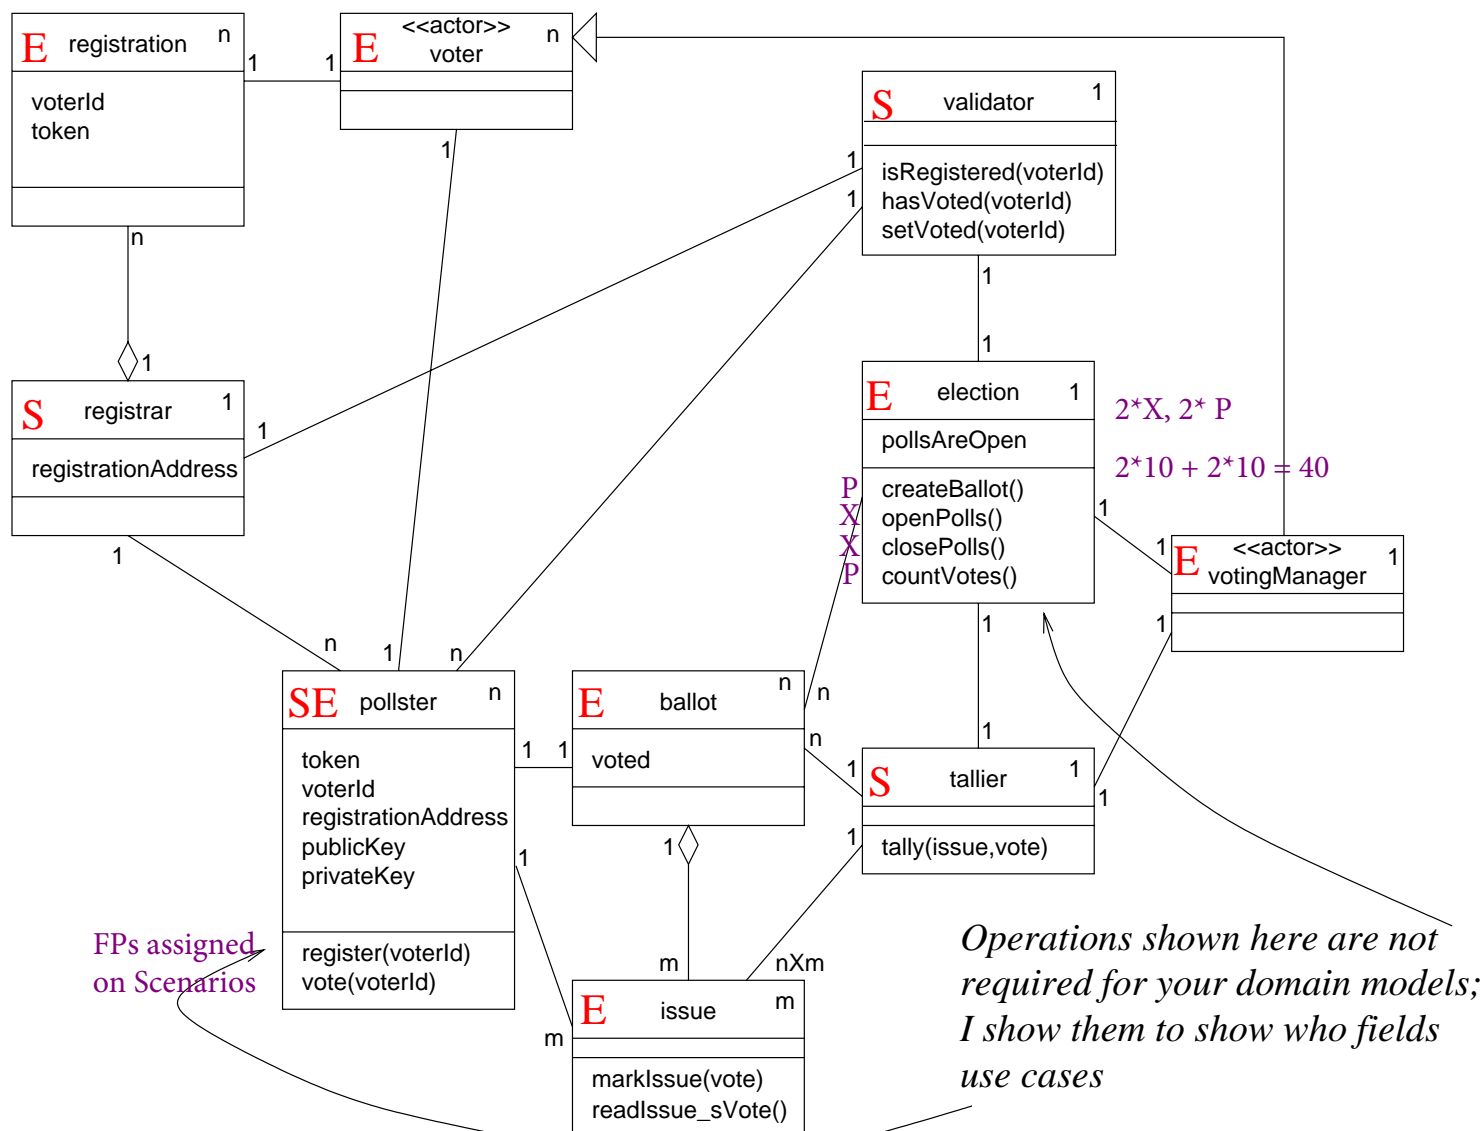 E registration n
voterId
token
1 1
E <<actor>> n
voter
1
S validator 1
isRegistered(voterId)
hasVoted(voterId)
setVoted(voterId)
1
1
1
n
1
S registrar 1
registrationAddress
1
1
1
E election 1
pollsAreOpen
createBallot()
openPolls()
closePolls()
countVotes()
P
X
X
P
2*X, 2* P
2*10 + 2*10 = 40
1
1
E <<actor>> 1
votingManager
1
1
n
1
n
SE pollster n
token
voterId
registrationAddress
publicKey
privateKey
register(voterId)
vote(voterId)
1 1
1
E ballot n
voted
n
n
1
1
1
S tallier 1
tally(issue,vote)
1
1
m
nXm
m
E issue m
markIssue(vote)
readIssue_sVote()
FPs assigned
on Scenarios
Operations shown here are not
required for your domain models;
I show them to show who fields
use cases